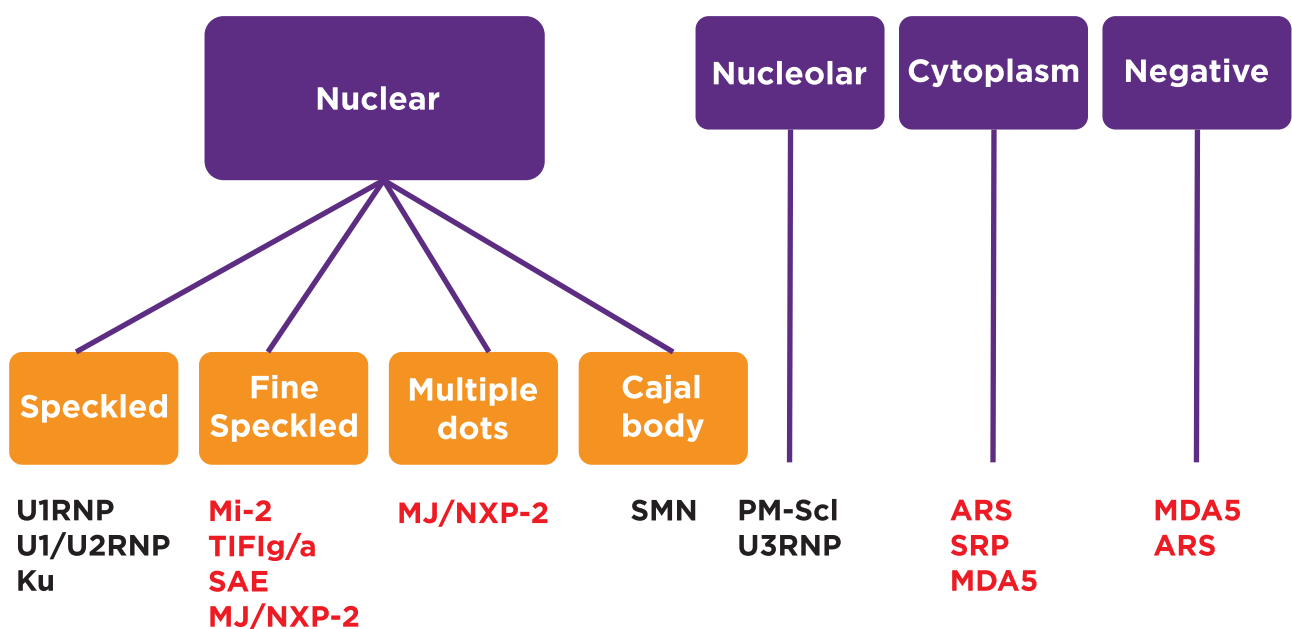 Nuclear
Nucleolar
Cytoplasm
Negative
Speckled
Fine
Speckled
Multiple
dots
Cajal
body
U1RNP
U1/U2RNP
Ku
Mi-2
TIFIg/a
SAE
MJ/NXP-2
MJ/NXP-2
SMN
PM-Scl
U3RNP
ARS
SRP
MDA5
MDA5
ARS